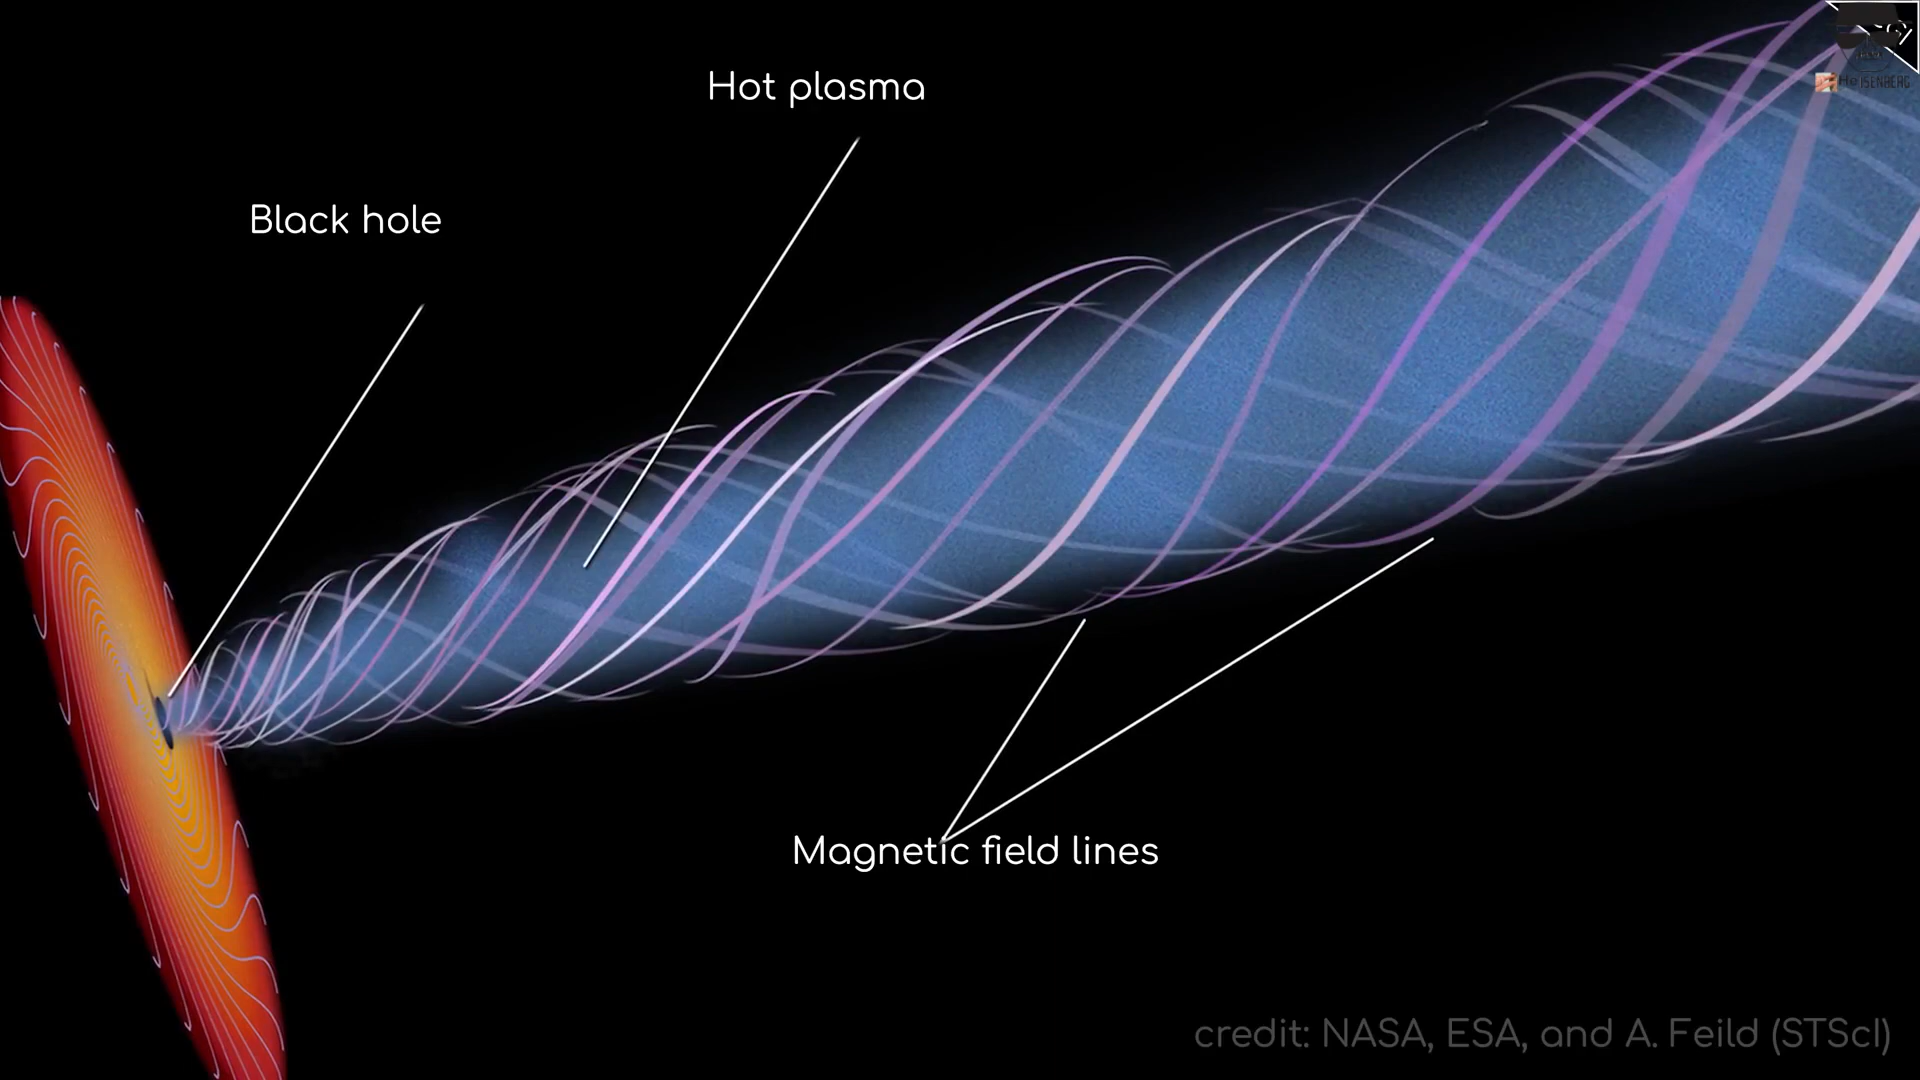 Hot plasma
Black hole
Magnetic field lines
credit: NASA, ESA, and A. Feild (STScI)